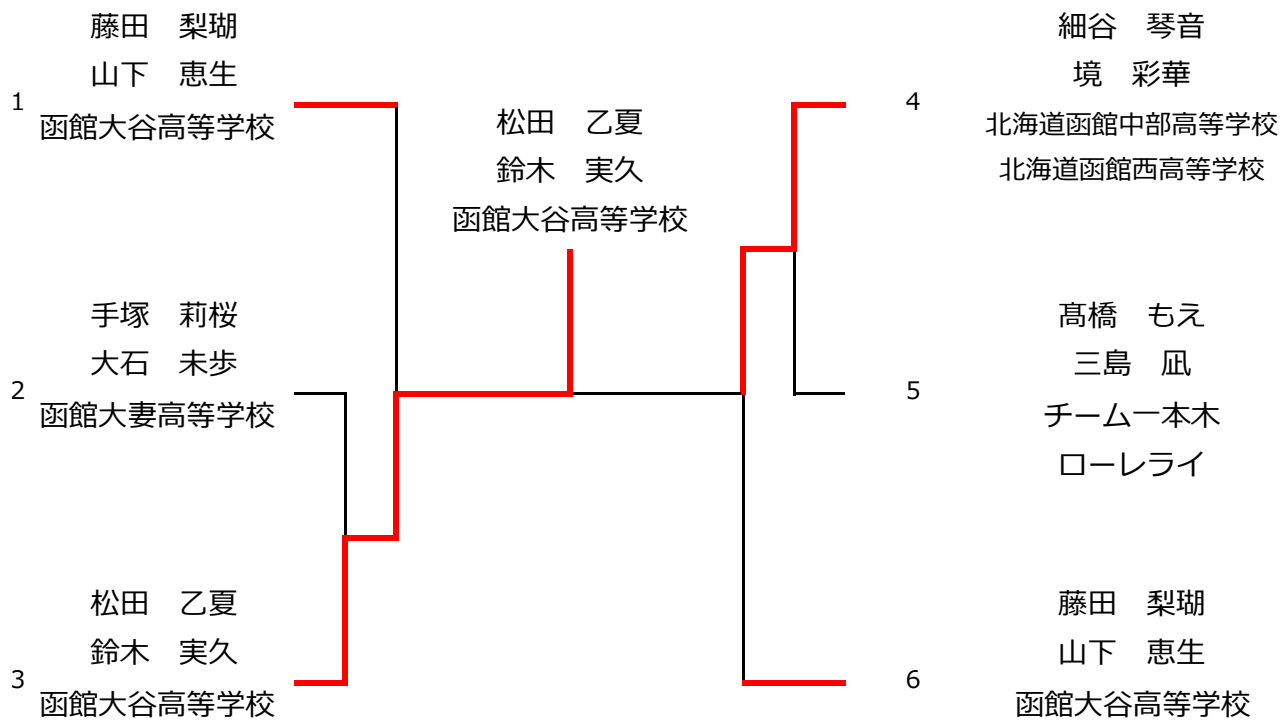 藤田　梨瑚
山下　恵生
1
函館大谷高等学校
手塚　莉桜
大石　未歩
2
函館大妻高等学校
松田　乙夏
鈴木　実久
3
函館大谷高等学校
松田　乙夏
鈴木　実久
函館大谷高等学校
細谷　琴音
境　彩華
4
北海道函館中部高等学校
北海道函館西高等学校
髙橋　もえ
三島　凪
5
チーム一本木
ローレライ
藤田　梨瑚
山下　恵生
6
函館大谷高等学校